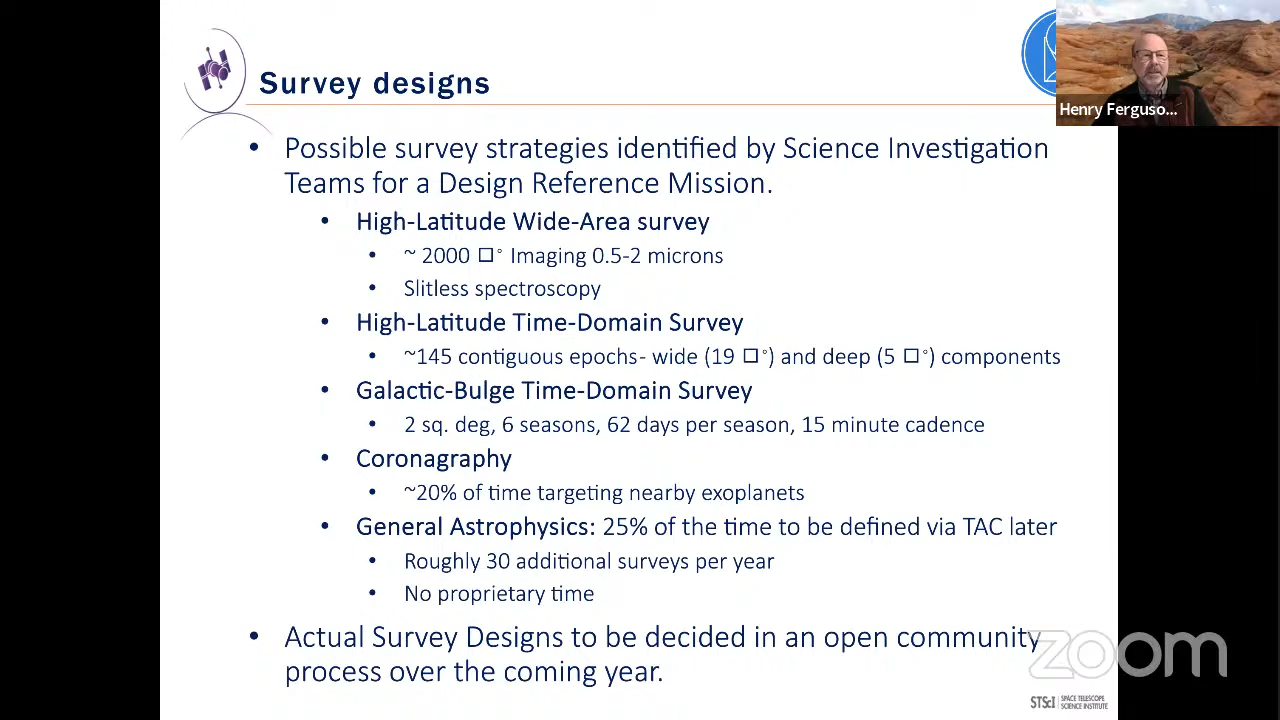 Survey designs
Henry Ferguso...
• Possible survey strategies identified by Science Investigation
Teams for a Design Reference Mission.
• High-Latitude Wide-Area survey
• ~ 2000 □° Imaging 0.5-2 microns
• Slitless spectroscopy
• High-Latitude Time-Domain Survey
• ~145 contiguous epochs- wide (19 □°) and deep (5 □°) components
• Galactic-Bulge Time-Domain Survey
• 2 sq. deg, 6 seasons, 62 days per season, 15 minute cadence
• Coronagraphy
• ~20% of time targeting nearby exoplanets
• General Astrophysics: 25% of the time to be defined via TAC later
• Roughly 30 additional surveys per year
• No proprietary time
• Actual Survey Designs to be decided in an open community
process over the coming year.
zoom
STScI | SPACE TELESCOPE
SCIENCE INSTITUTE